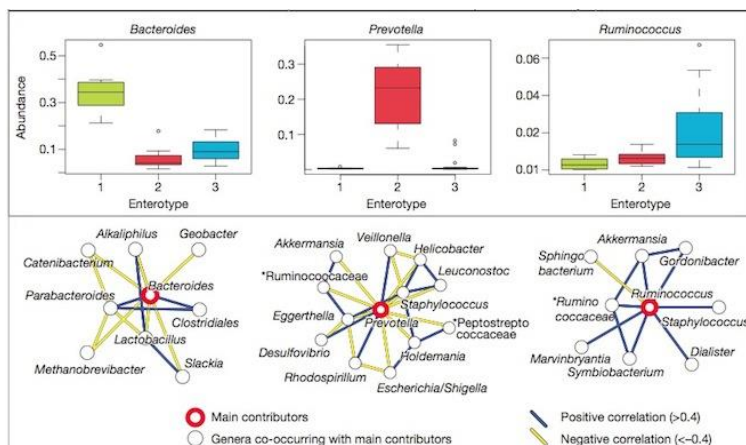 Bacteroides
Prevotella
Ruminococcus
Abundance
0.5
0.3
0.1
1 2 3
Enterotype
0.3
0.2
0.1
1 2 3
Enterotype
0.06
0.02
0.01
1 2 3
Enterotype
Alkaliphilus
Geobacter
Catenibacterium
Bacteroides
Parabacteroides
Clostridiales
Lactobacillus
Methanobrevibacter
Slackia
Veillonella
Akkermansia
Helicobacter
*Ruminococcaceae
Leuconostoc
Staphylococcus
Eggerthella
Prevotella
*Peptostrepto
coccaceae
Desulfovibrio
Holdemania
Rhodospirillum
Escherichia/Shigella
Akkermansia
Sphingo
bacterium
Gordonibacter
Ruminococcus
*Rumino
coccaceae
Staphylococcus
Marvinbryantia
Dialister
Symbiobacterium
Main contributors
Genera co-occurring with main contributors
Positive correlation (>0.4)
Negative correlation (<−0.4)